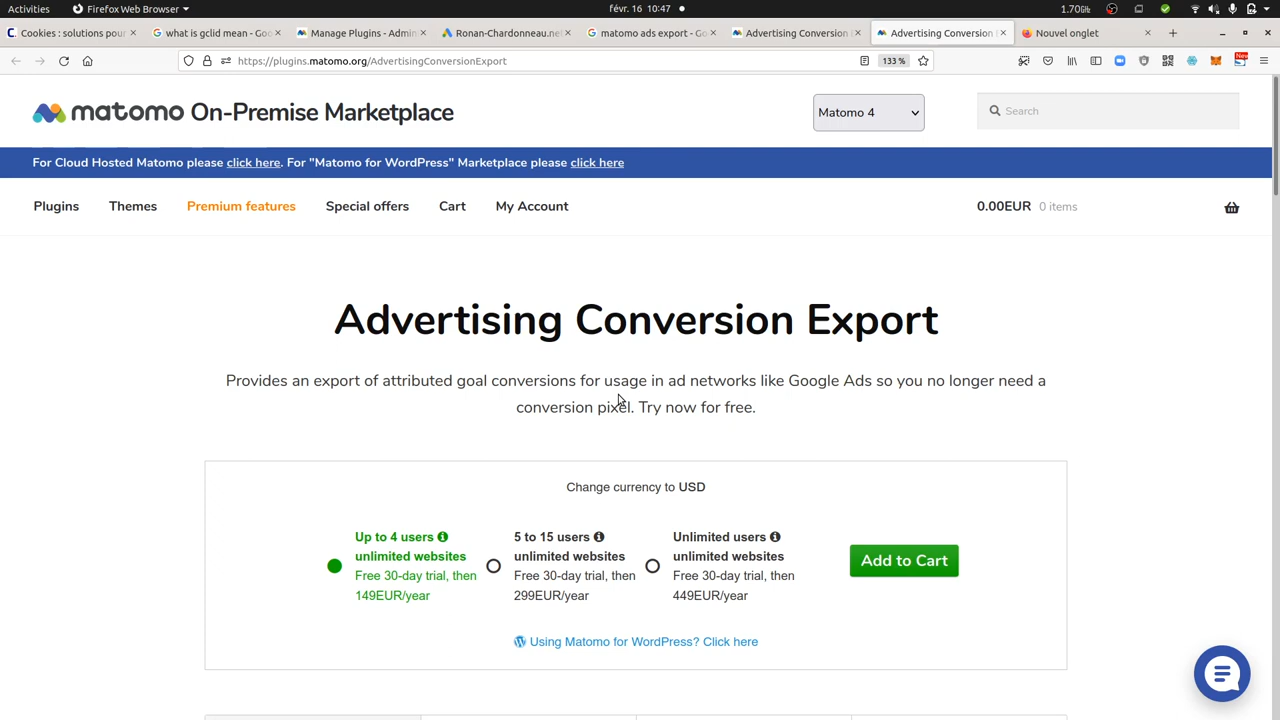 Activities
Firefox Web Browser
févr. 16 10:47
1.70GHz
Cookies : solutions pour
what is gclid mean - Goo
Manage Plugins - Admin
Ronan-Chardonneau.net
matomo ads export - Go
Advertising Conversion
Advertising Conversion E
Nouvel onglet
https://plugins.matomo.org/AdvertisingConversionExport
133 %
New
matomo On-Premise Marketplace
Matomo 4
Search
For Cloud Hosted Matomo please click here. For "Matomo for WordPress" Marketplace please click here
Plugins
Themes
Premium features
Special offers
Cart
My Account
0.00EUR 0 items
Advertising Conversion Export
Provides an export of attributed goal conversions for usage in ad networks like Google Ads so you no longer need a
conversion pixel. Try now for free.
Change currency to USD
Up to 4 users
unlimited websites
Free 30-day trial, then
149EUR/year
5 to 15 users
unlimited websites
Free 30-day trial, then
299EUR/year
Unlimited users
unlimited websites
Free 30-day trial, then
449EUR/year
Add to Cart
Using Matomo for WordPress? Click here